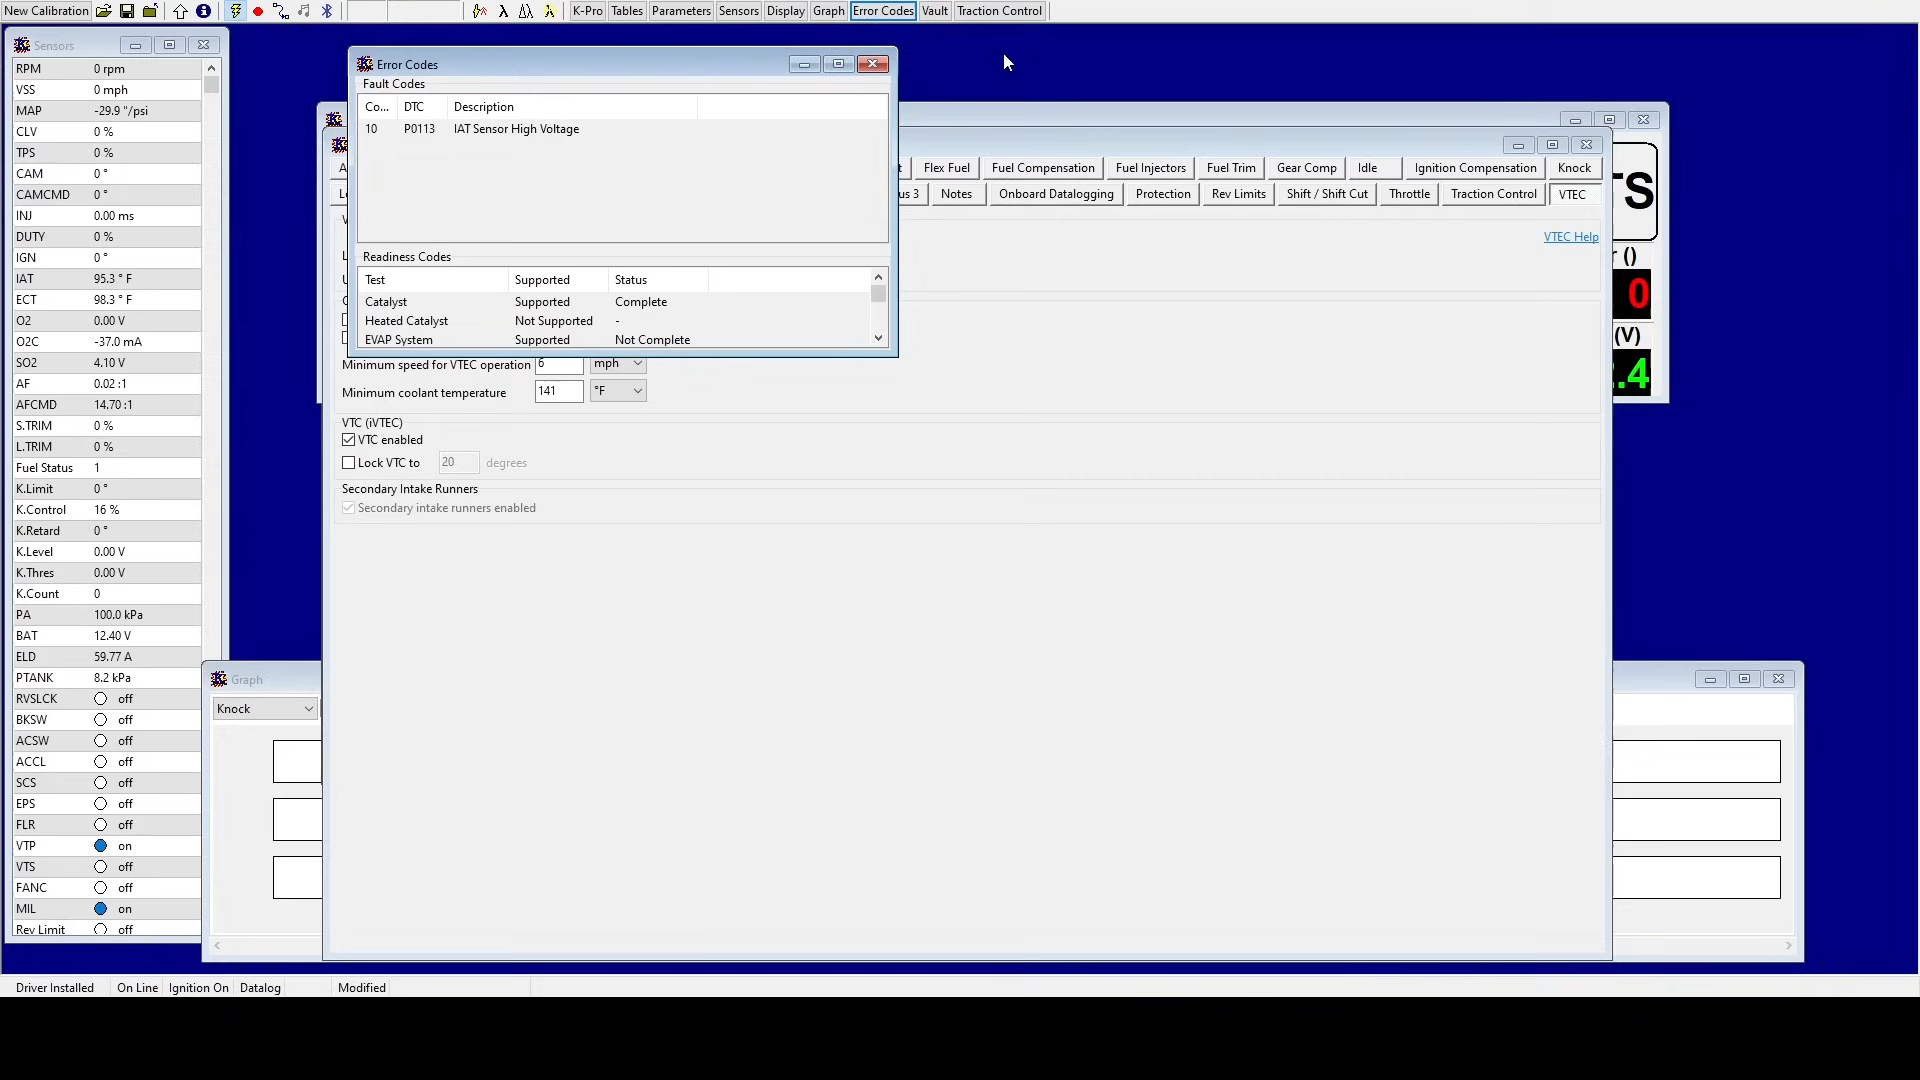 New Calibration
K-Pro Tables Parameters Sensors Display Graph Error Codes Vault Traction Control
Sensors
RPM 0 rpm
VSS 0 mph
MAP -29.9 "/psi
CLV 0 %
TPS 0 %
CAM 0 °
CAMCMD 0 °
INJ 0.00 ms
DUTY 0 %
IGN 0 °
IAT 95.3 ° F
ECT 98.3 ° F
O2 0.00 V
O2C -37.0 mA
SO2 4.10 V
AF 0.02 :1
AFCMD 14.70 :1
S.TRIM 0 %
L.TRIM 0 %
Fuel Status 1
K.Limit 0 °
K.Control 16 %
K.Retard 0 °
K.Level 0.00 V
K.Thres 0.00 V
K.Count 0
PA 100.0 kPa
BAT 12.40 V
ELD 59.77 A
PTANK 8.2 kPa
RVSLCK off
BKSW off
ACSW off
ACCL off
SCS off
EPS off
FLR off
VTP on
VTS off
FANC off
MIL on
Rev Limit off
Error Codes
Fault Codes
Co... DTC Description
10 P0113 IAT Sensor High Voltage
Readiness Codes
Test Supported Status
Catalyst Supported Complete
Heated Catalyst Not Supported -
EVAP System Supported Not Complete
Flex Fuel Fuel Compensation Fuel Injectors Fuel Trim Gear Comp Idle Ignition Compensation Knock
us 3 Notes Onboard Datalogging Protection Rev Limits Shift / Shift Cut Throttle Traction Control VTEC
VTEC Help
Minimum speed for VTEC operation 6 mph
Minimum coolant temperature 141 °F
VTC (iVTEC)
VTC enabled
Lock VTC to 20 degrees
Secondary Intake Runners
Secondary intake runners enabled
TS
r ()
0
(V)
.4
Graph
Knock
Driver Installed On Line Ignition On Datalog Modified